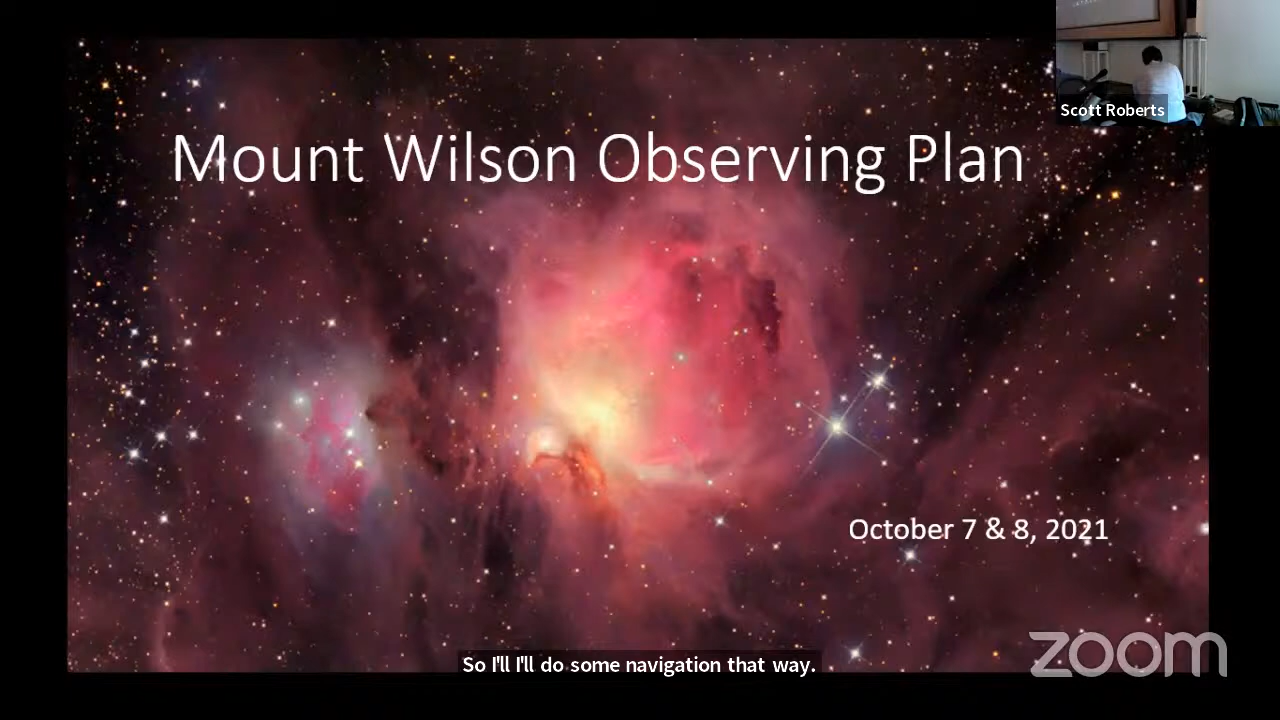 Scott Roberts
Mount Wilson Observing Plan
October 7 & 8, 2021
So I'll I'll do some navigation that way.
zoom